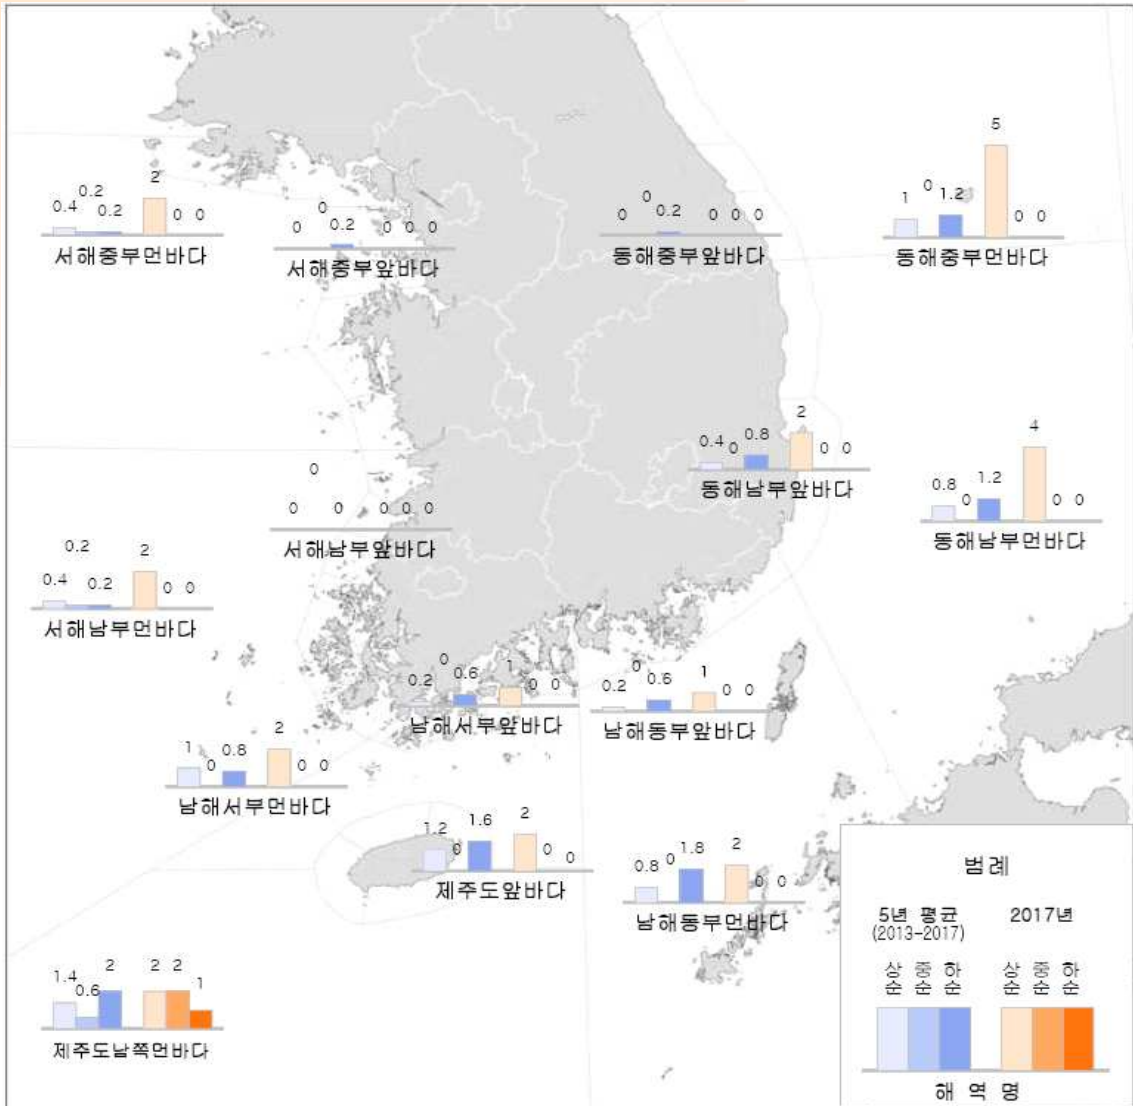 0.4 0.2 0.2 2 0 0
서해중부먼바다
0 0 0.2 0 0 0
서해중부앞바다
0 0 0.2 0 0 0
동해중부앞바다
1 0 1.2 5 0 0
동해중부먼바다
0.4 0 0.8 2 0 0
동해남부앞바다
0.8 0 1.2 4 0 0
동해남부먼바다
0 0 0 0 0 0
서해남부앞바다
0.4 0.2 0.2 2 0 0
서해남부먼바다
0.2 0 0.6 1 0 0
남해서부앞바다
0.2 0 0.6 1 0 0
남해동부앞바다
1 0 0.8 2 0 0
남해서부먼바다
1.2 0 1.6 2 0 0
제주도앞바다
0.8 0 1.8 2 0 0
남해동부먼바다
1.4 0.6 2 2 2 1
제주도남쪽먼바다
범례
5년 평균 2017년
(2013-2017)
상순 중순 하순 상순 중순 하순
해 역 명